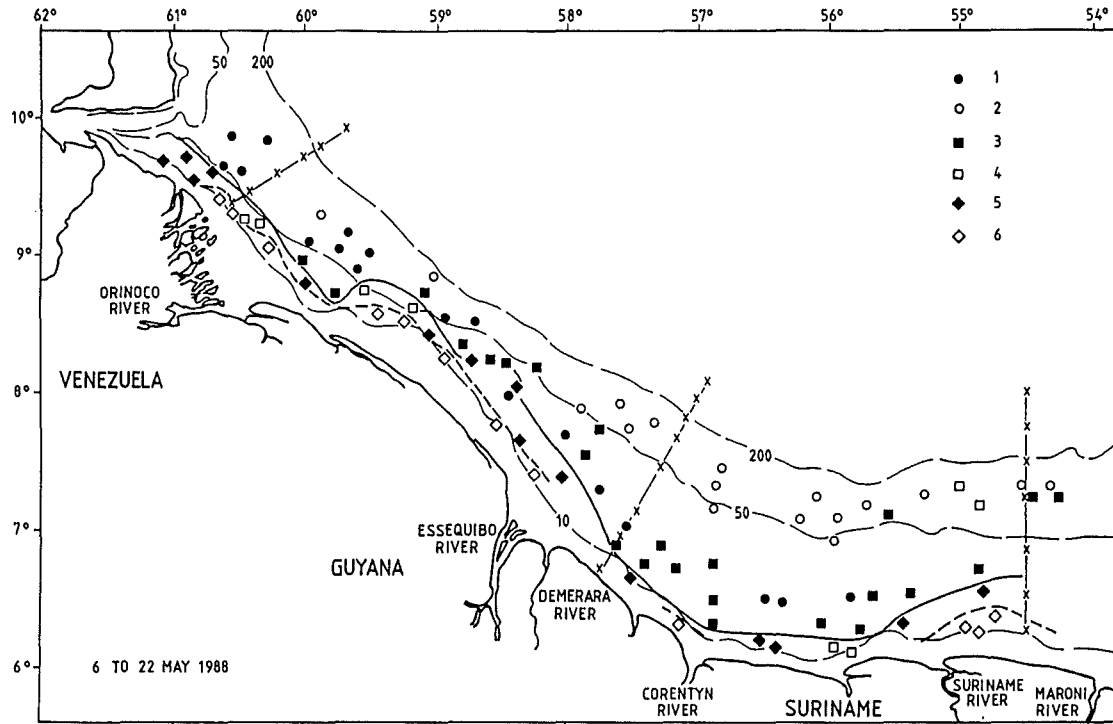 62° 61° 60° 59° 58° 57° 56° 55° 54°
50 200
1
2
10°
3
4
5
9°
6
ORINOCO
RIVER
VENEZUELA
8°
200
50
7°
10
ESSEQUIBO
RIVER
GUYANA
DEMERARA
RIVER
6°
6 TO 22 MAY 1988
CORENTYN
RIVER
SURINAME
SURINAME
RIVER
MARONI
RIVER